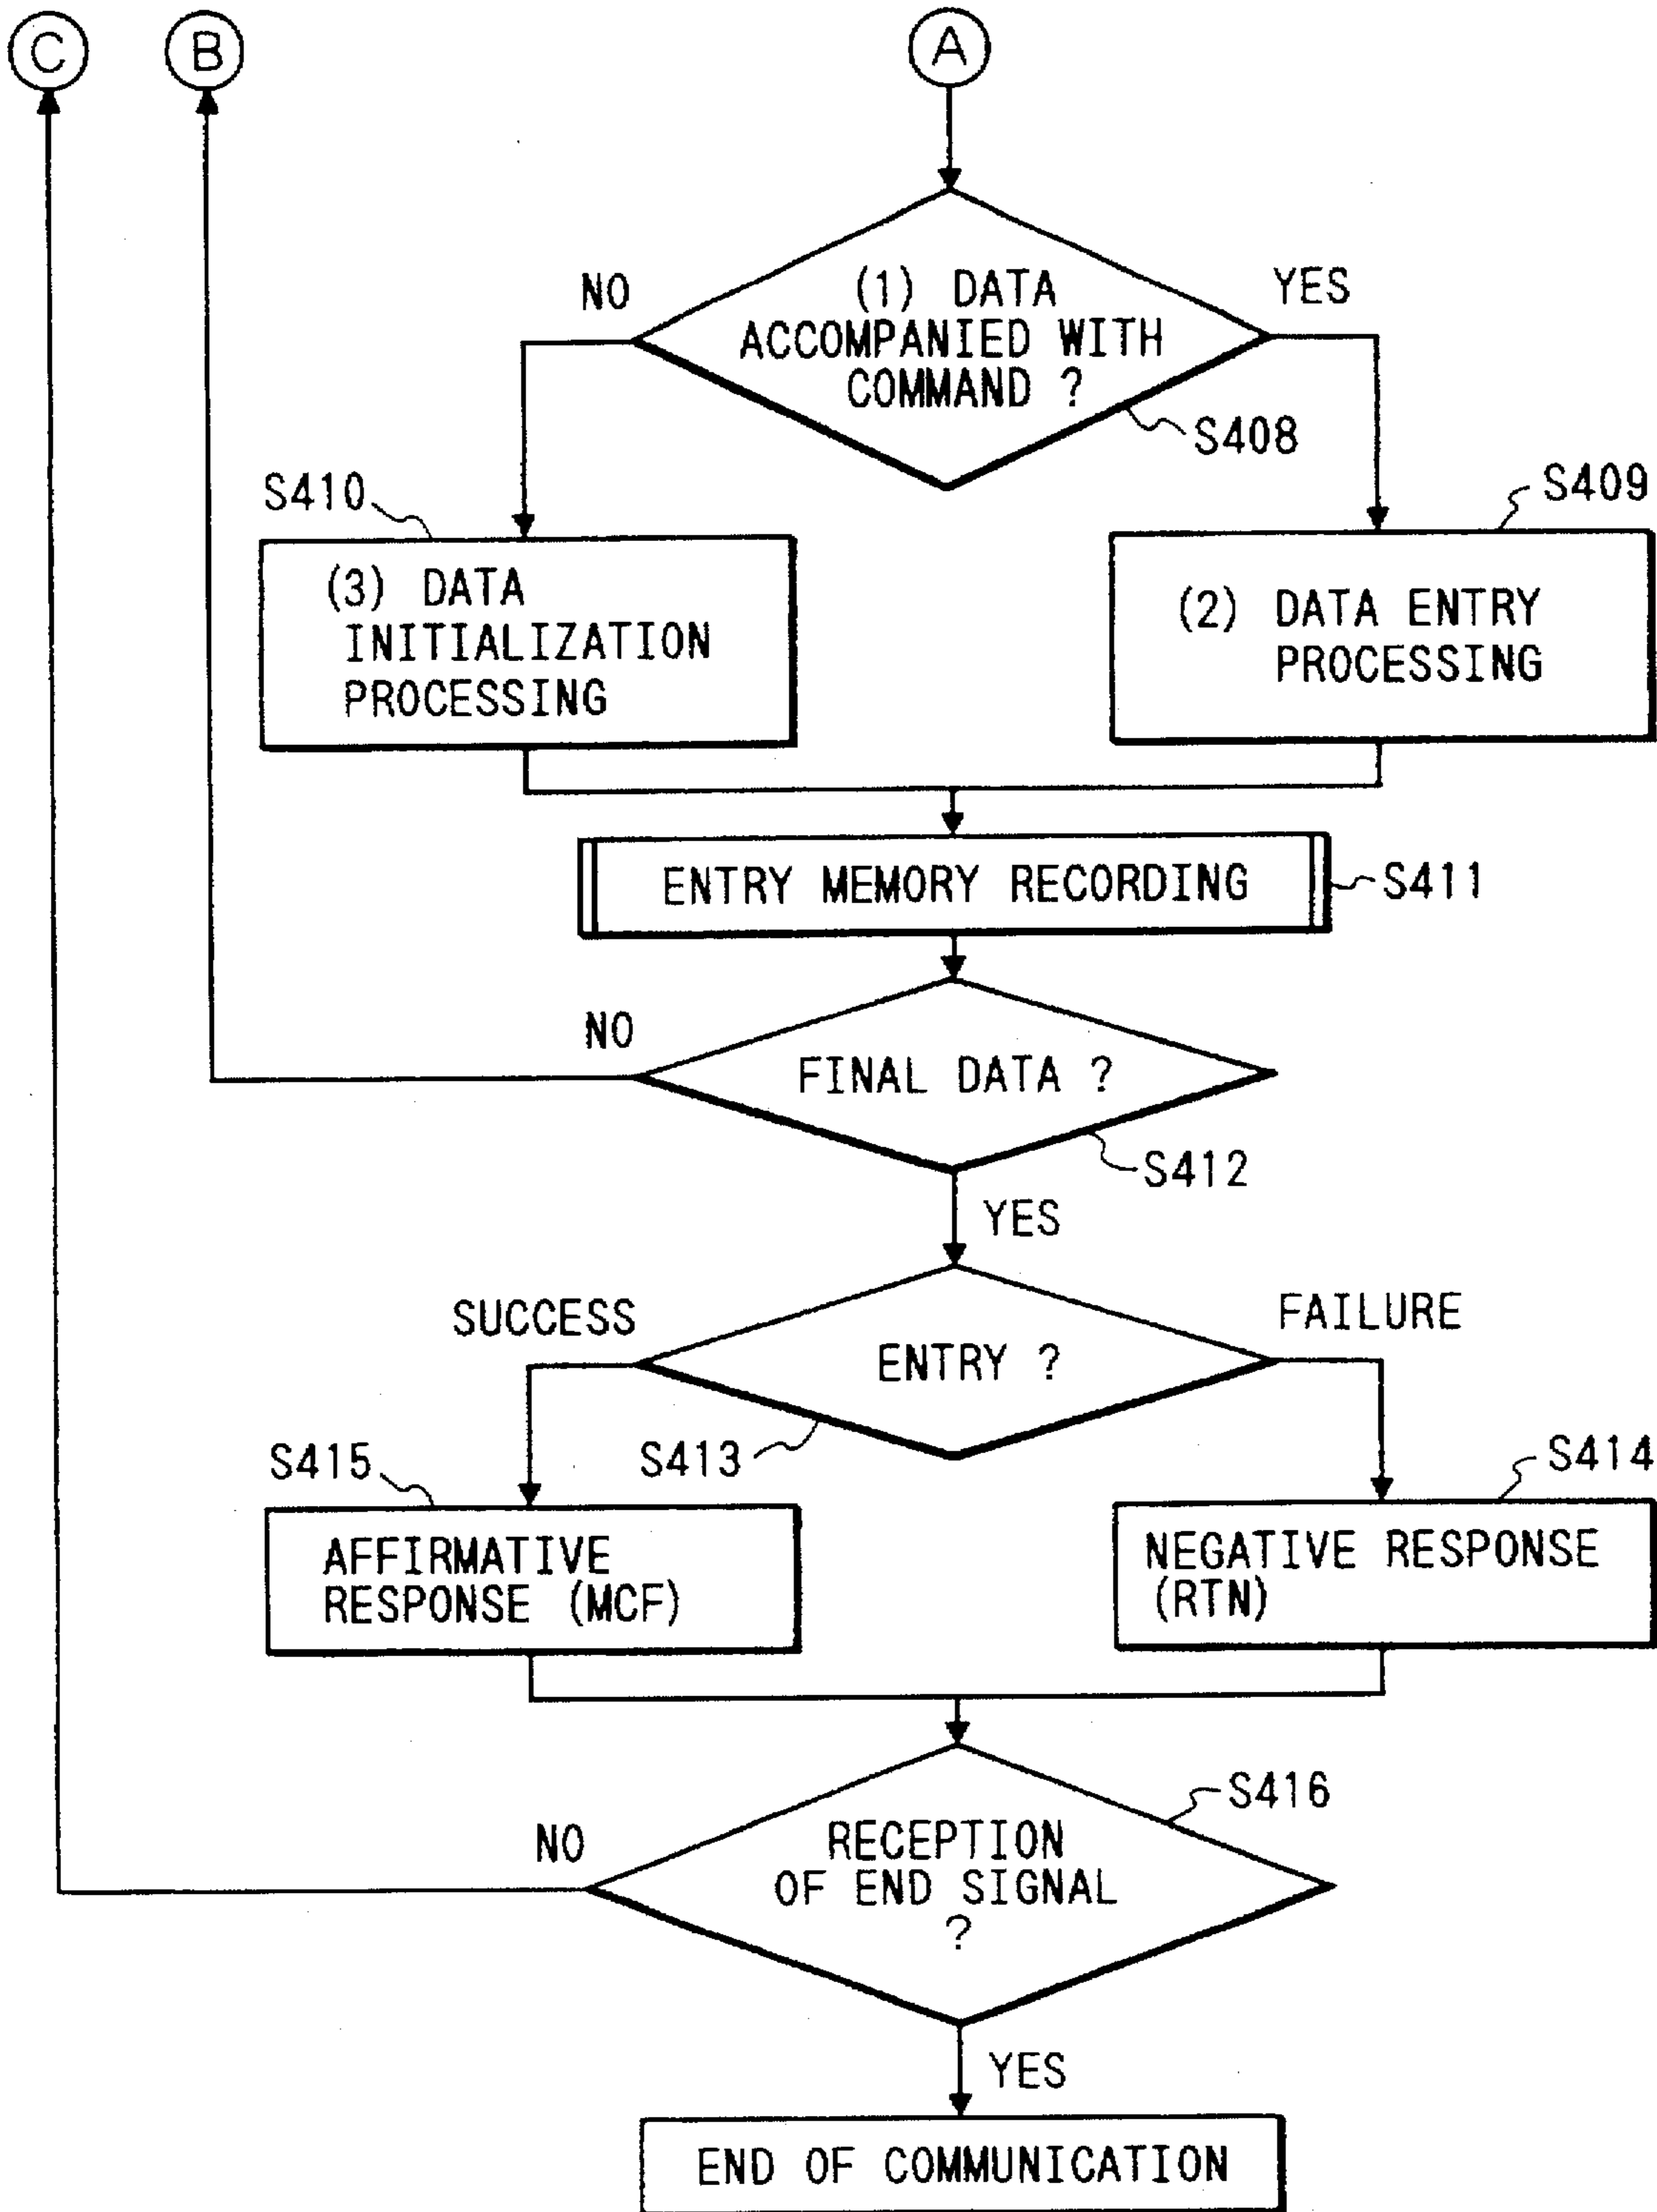 C
B
A
NO
YES
(1) DATA
ACCOMPANIED WITH
COMMAND ?
S408
S410
S409
(3) DATA
INITIALIZATION
PROCESSING
(2) DATA ENTRY
PROCESSING
ENTRY MEMORY RECORDING
S411
NO
FINAL DATA ?
S412
YES
SUCCESS
FAILURE
ENTRY ?
S415
S413
S414
AFFIRMATIVE
RESPONSE (MCF)
NEGATIVE RESPONSE
(RTN)
S416
NO
RECEPTION
OF END SIGNAL
?
YES
END OF COMMUNICATION